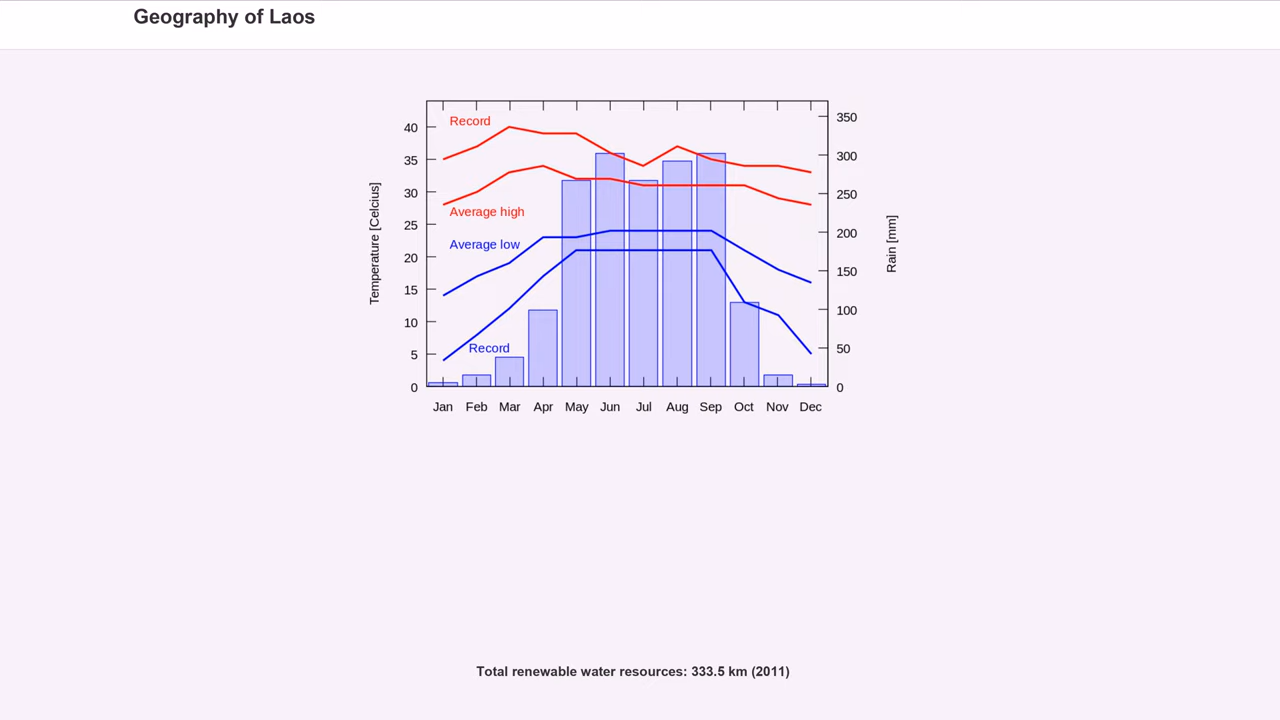 Geography of Laos
Record
Average high
Average low
Record
Temperature [Celcius]
40
35
30
25
20
15
10
5
0
Rain [mm]
350
300
250
200
150
100
50
0
Jan Feb Mar Apr May Jun Jul Aug Sep Oct Nov Dec
Total renewable water resources: 333.5 km (2011)